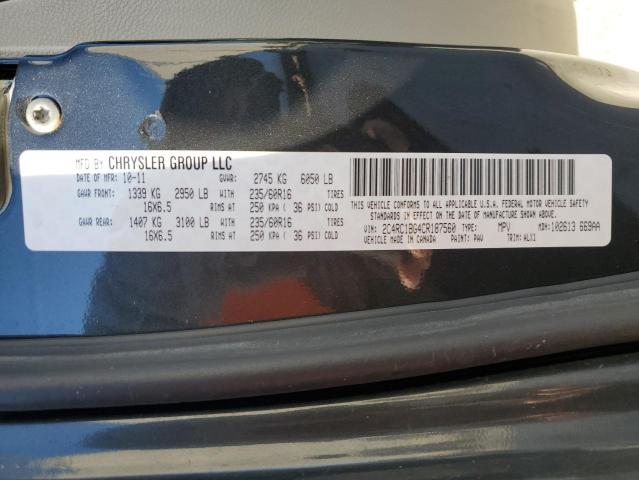 MFD BY CHRYSLER GROUP LLC
DATE OF MFR: 10-11 GVWR: 2745 KG 6050 LB
GAWR FRONT: 1339 KG 2950 LB WITH 235/60R16 TIRES
16X6.5 RIMS AT 250 KPA ( 36 PSI) COLD
GAWR REAR: 1407 KG 3100 LB WITH 235/60R16 TIRES
16X6.5 RIMS AT 250 KPA ( 36 PSI) COLD
THIS VEHICLE CONFORMS TO ALL APPLICABLE U.S.A. FEDERAL MOTOR VEHICLE SAFETY
STANDARDS IN EFFECT ON THE DATE OF MANUFACTURE SHOWN ABOVE.
VIN: 2C4RC1BG4CR187560 TYPE: MPV MDH: 102613 669AA
VEHICLE MADE IN CANADA PAINT: PAV TRIM: ALX1